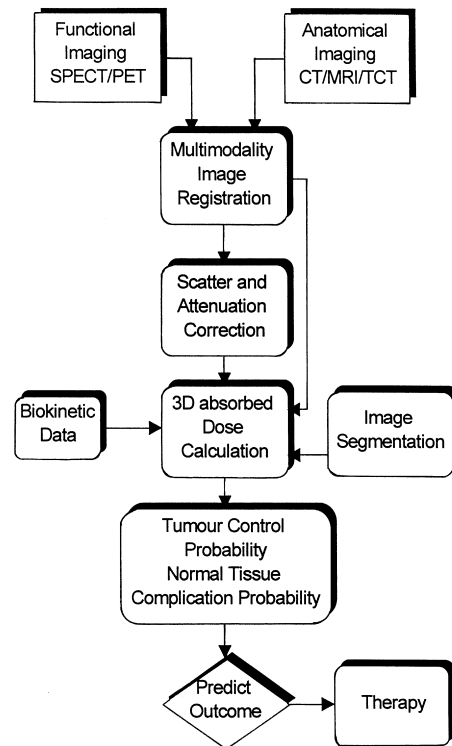 Functional
Imaging
SPECT/PET
Anatomical
Imaging
CT/MRI/TCT
Multimodality
Image
Registration
Scatter and
Attenuation
Correction
Biokinetic
Data
3D absorbed
Dose
Calculation
Image
Segmentation
Tumour Control
Probability
Normal Tissue
Complication Probability
Predict
Outcome
Therapy